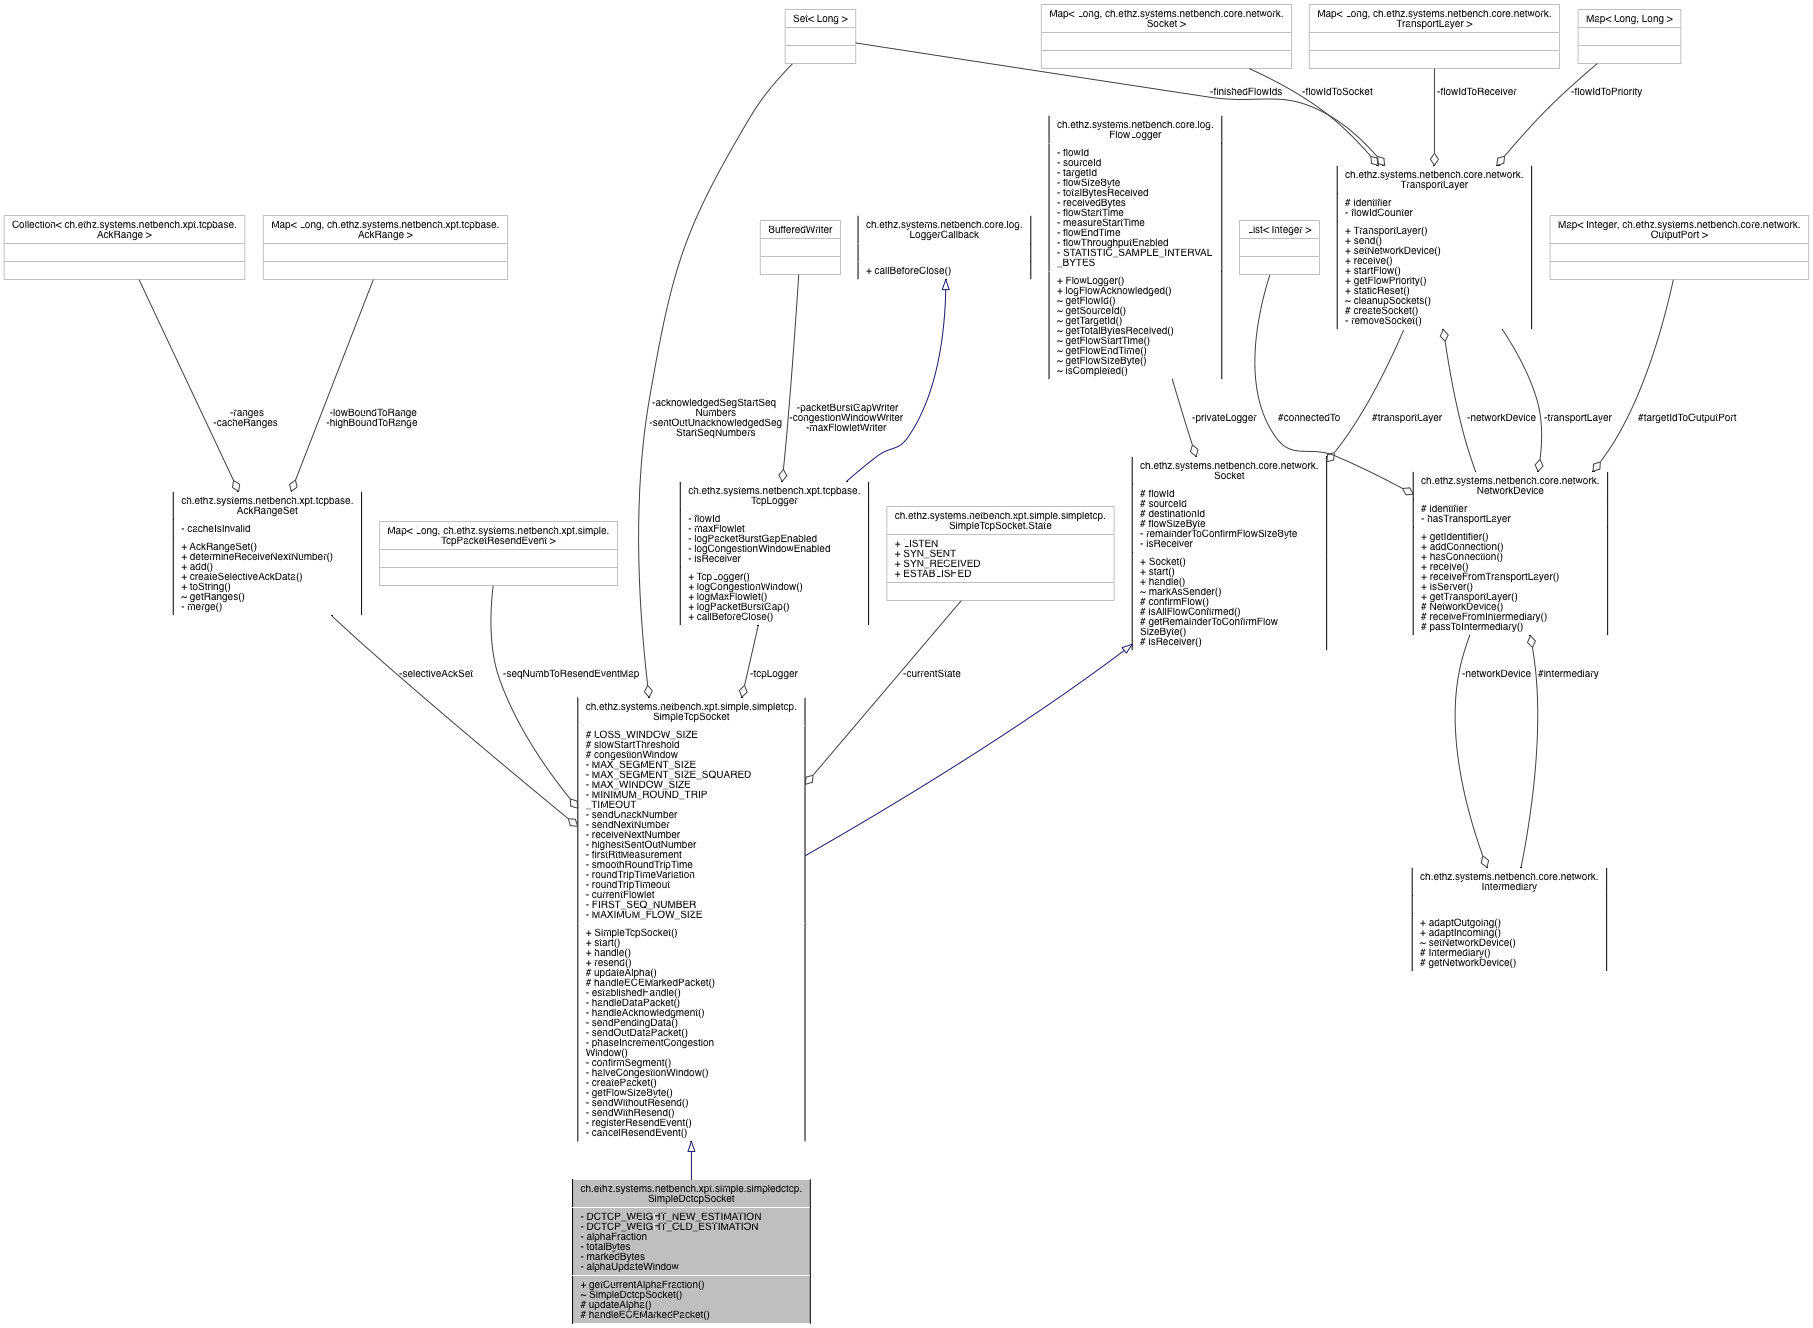 Set< Long >
Map< Long, ch.ethz.systems.netbench.core.network.
Socket >
Map< Long, ch.ethz.systems.netbench.core.network.
TransportLayer >
Map< Long, Long >
-finishedFlowIds
-flowIdToSocket
-flowIdToReceiver
-flowIdToPriority
ch.ethz.systems.netbench.core.log.
FlowLogger
- flowId
- sourceId
- targetId
- flowSizeByte
- totalBytesReceived
- receivedBytes
- flowStartTime
- measureStartTime
- flowEndTime
- flowThroughputEnabled
- STATISTIC_SAMPLE_INTERVAL
_BYTES
+ FlowLogger()
+ logFlowAcknowledged()
~ getFlowId()
~ getSourceId()
~ getTargetId()
~ getTotalBytesReceived()
~ getFlowStartTime()
~ getFlowEndTime()
~ getFlowSizeByte()
~ isCompleted()
ch.ethz.systems.netbench.core.network.
TransportLayer
# identifier
- flowIdCounter
+ TransportLayer()
+ send()
+ setNetworkDevice()
+ receive()
+ startFlow()
+ getFlowPriority()
+ staticReset()
~ cleanupSockets()
# createSocket()
- removeSocket()
Collection< ch.ethz.systems.netbench.xpt.tcpbase.
AckRange >
Map< Long, ch.ethz.systems.netbench.xpt.tcpbase.
AckRange >
BufferedWriter
ch.ethz.systems.netbench.core.log.
LoggerCallback
+ callBeforeClose()
List< Integer >
Map< Integer, ch.ethz.systems.netbench.core.network.
OutputPort >
-ranges
-cacheRanges
-lowBoundToRange
-highBoundToRange
-acknowledgedSegStartSeq
Numbers
-sentOutUnacknowledgedSeg
StartSeqNumbers
-packetBurstGapWriter
-congestionWindowWriter
-maxFlowletWriter
-privateLogger
#connectedTo
#transportLayer
-networkDevice
-transportLayer
#targetIdToOutputPort
ch.ethz.systems.netbench.xpt.tcpbase.
AckRangeSet
- cacheIsInvalid
+ AckRangeSet()
+ determineReceiveNextNumber()
+ add()
+ createSelectiveAckData()
+ toString()
~ getRanges()
- merge()
Map< Long, ch.ethz.systems.netbench.xpt.simple.
TcpPacketResendEvent >
ch.ethz.systems.netbench.xpt.tcpbase.
TcpLogger
- flowId
- maxFlowlet
- logPacketBurstGapEnabled
- logCongestionWindowEnabled
- isReceiver
+ TcpLogger()
+ logCongestionWindow()
+ logMaxFlowlet()
+ logPacketBurstGap()
+ callBeforeClose()
ch.ethz.systems.netbench.xpt.simple.simpletcp.
SimpleTcpSocket.State
+ LISTEN
+ SYN_SENT
+ SYN_RECEIVED
+ ESTABLISHED
ch.ethz.systems.netbench.core.network.
Socket
# flowId
# sourceId
# destinationId
# flowSizeByte
- remainderToConfirmFlowSizeByte
- isReceiver
+ Socket()
+ start()
+ handle()
~ markAsSender()
# confirmFlow()
# isAllFlowConfirmed()
# getRemainderToConfirmFlow
SizeByte()
# isReceiver()
ch.ethz.systems.netbench.core.network.
NetworkDevice
# identifier
- hasTransportLayer
+ getIdentifier()
+ addConnection()
+ hasConnection()
+ receive()
+ receiveFromTransportLayer()
+ isServer()
+ getTransportLayer()
# NetworkDevice()
# receiveFromIntermediary()
# passToIntermediary()
-selectiveAckSet
-seqNumbToResendEventMap
-tcpLogger
-currentState
-networkDevice
#intermediary
ch.ethz.systems.netbench.xpt.simple.simpletcp.
SimpleTcpSocket
# LOSS_WINDOW_SIZE
# slowStartThreshold
# congestionWindow
- MAX_SEGMENT_SIZE
- MAX_SEGMENT_SIZE_SQUARED
- MAX_WINDOW_SIZE
- MINIMUM_ROUND_TRIP
_TIMEOUT
- sendUnackNumber
- sendNextNumber
- receiveNextNumber
- highestSentOutNumber
- firstRttMeasurement
- smoothRoundTripTime
- roundTripTimeVariation
- roundTripTimeout
- currentFlowlet
- FIRST_SEQ_NUMBER
- MAXIMUM_FLOW_SIZE
+ SimpleTcpSocket()
+ start()
+ handle()
+ resend()
# updateAlpha()
# handleECEMarkedPacket()
- establishedHandle()
- handleDataPacket()
- handleAcknowledgment()
- sendPendingData()
- sendOutDataPacket()
- phaseIncrementCongestion
Window()
- confirmSegment()
- halveCongestionWindow()
- createPacket()
- getFlowSizeByte()
- sendWithoutResend()
- sendWithResend()
- registerResendEvent()
- cancelResendEvent()
ch.ethz.systems.netbench.core.network.
Intermediary
+ adaptOutgoing()
+ adaptIncoming()
~ setNetworkDevice()
# Intermediary()
# getNetworkDevice()
ch.ethz.systems.netbench.xpt.simple.simpledctcp.
SimpleDctcpSocket
- DCTCP_WEIGHT_NEW_ESTIMATION
- DCTCP_WEIGHT_OLD_ESTIMATION
- alphaFraction
- totalBytes
- markedBytes
- alphaUpdateWindow
+ getCurrentAlphaFraction()
~ SimpleDctcpSocket()
# updateAlpha()
# handleECEMarkedPacket()